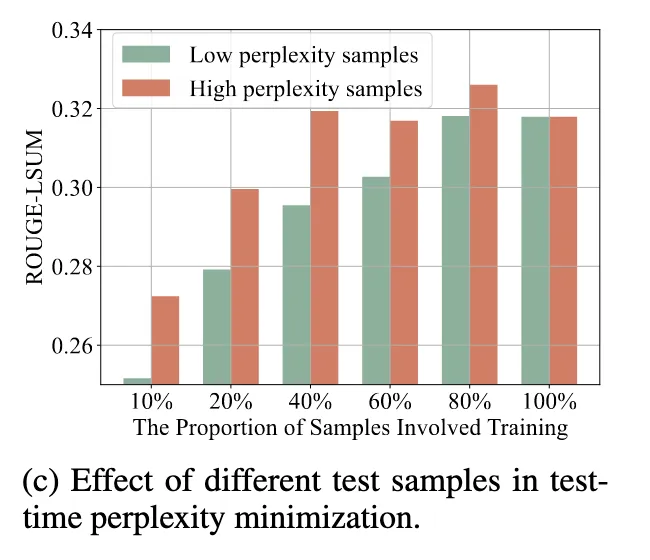 0.34
Low perplexity samples
High perplexity samples
0.32
0.30
0.28
0.26
ROUGE-LSUM
10% 20% 40% 60% 80% 100%
The Proportion of Samples Involved Training
(c) Effect of different test samples in test-
time perplexity minimization.